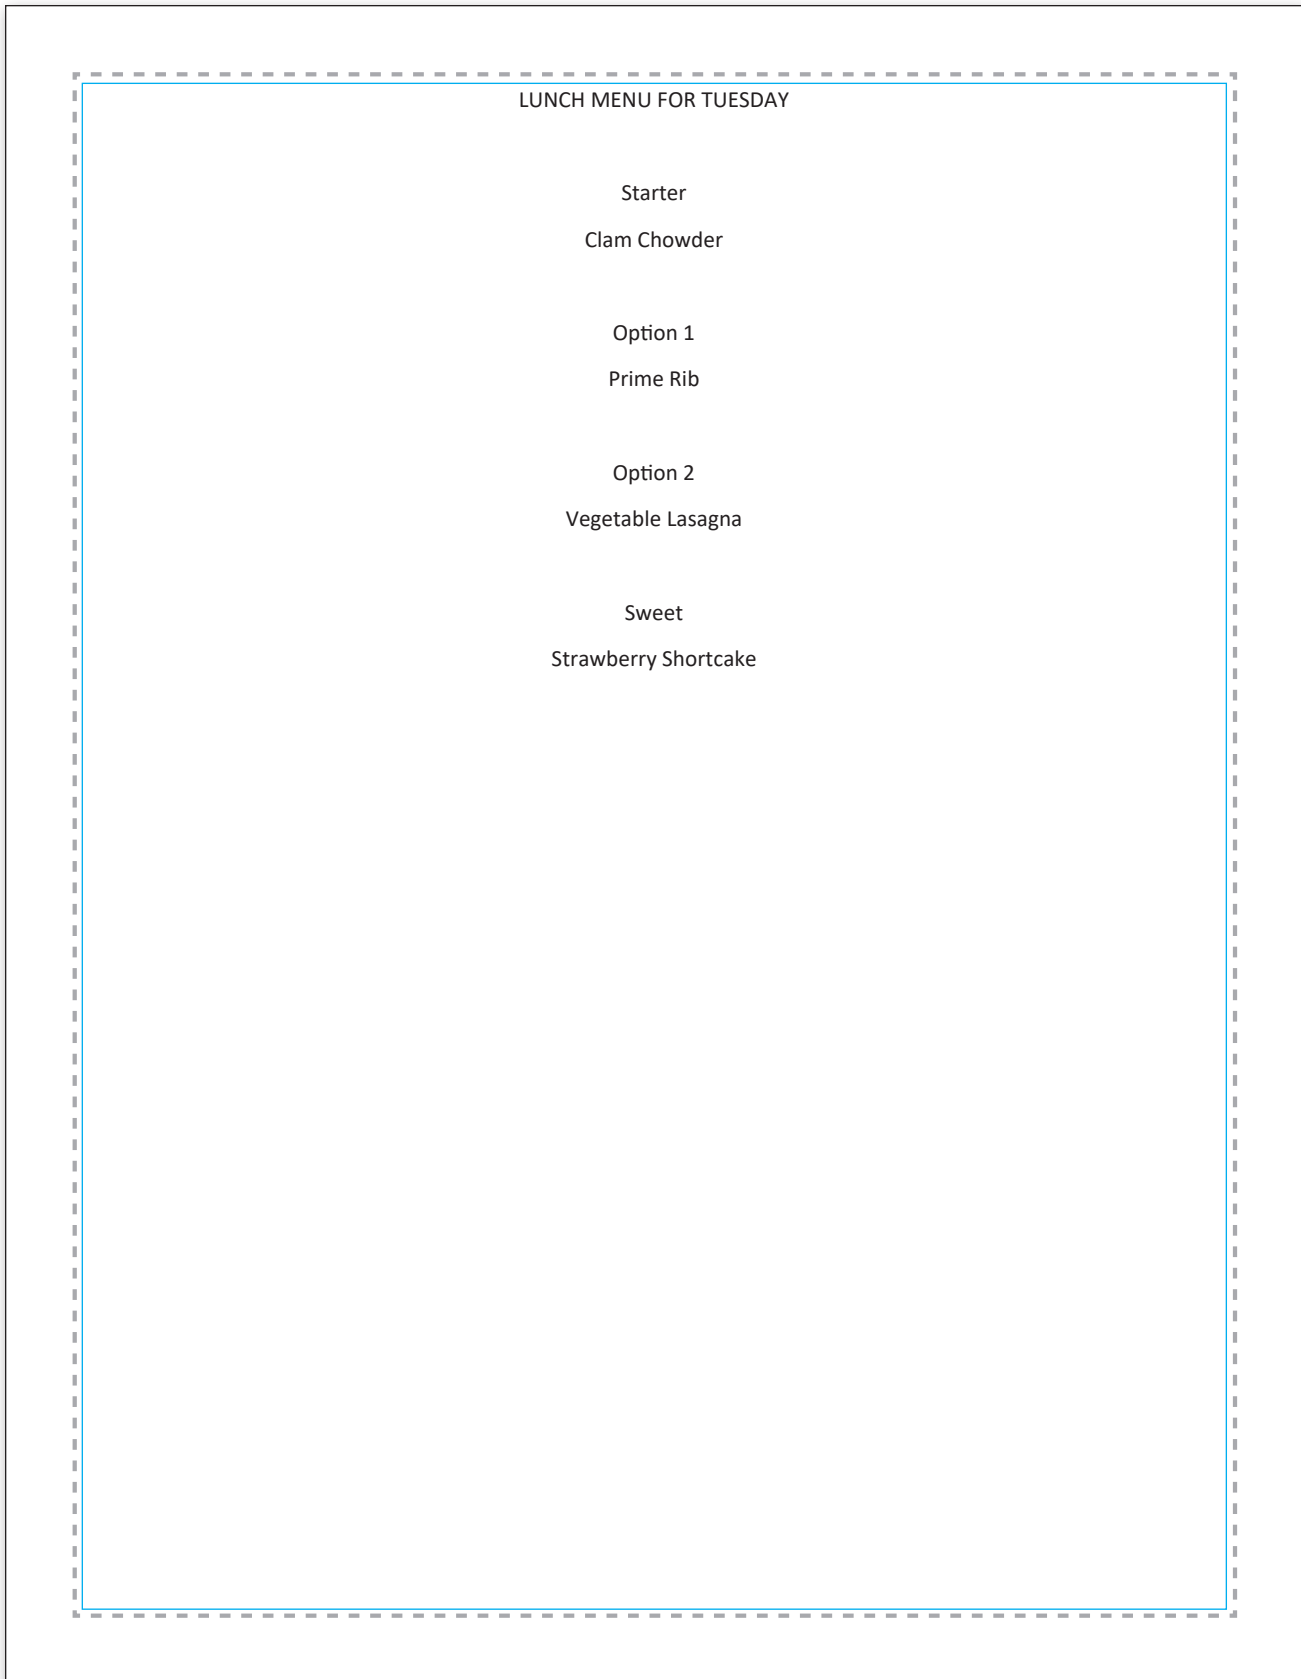 LUNCH MENU FOR TUESDAY
Starter
Clam Chowder
Option 1
Prime Rib
Option 2
Vegetable Lasagna
Sweet
Strawberry Shortcake